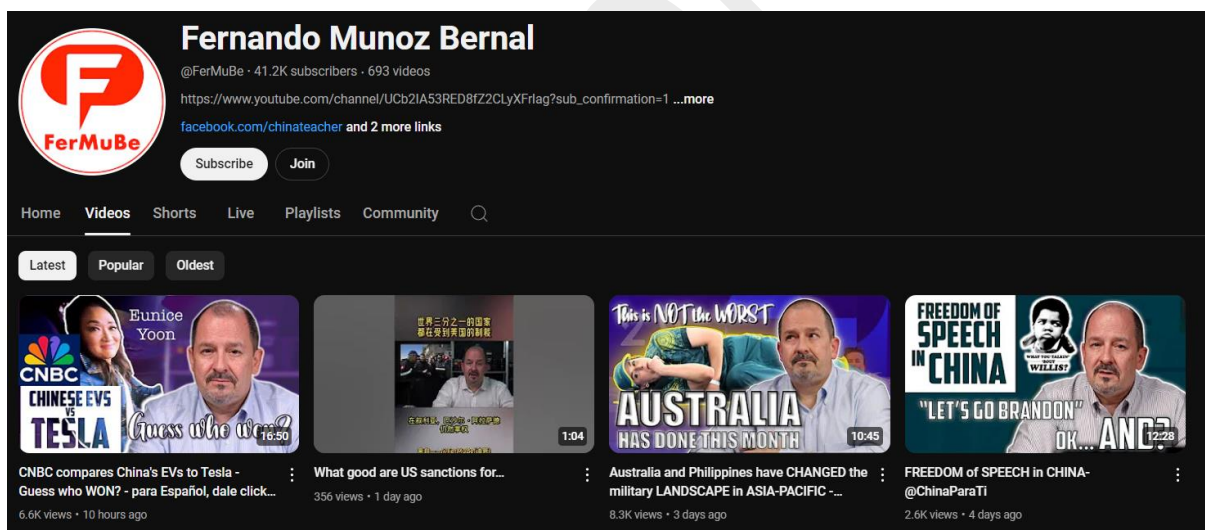 Fernando Munoz Bernal
@FerMuBe · 41.2K subscribers · 693 videos
https://www.youtube.com/channel/UCb2IA53RED8fZ2CLyXFrIag?sub_confirmation=1 ...more
facebook.com/chinateacher and 2 more links
FerMuBe
Subscribe
Join
Home
Videos
Shorts
Live
Playlists
Community
Latest
Popular
Oldest
Eunice
Yoon
CNBC
CHINESE EVS
VS
TESLA
Guess who won?
16:50
CNBC compares China's EVs to Tesla -
Guess who WON? - para Español, dale click...
6.6K views • 10 hours ago
世界三分之一的国家
都在受到美国的制裁
1:04
What good are US sanctions for...
356 views • 1 day ago
This is NOT the WORST
AUSTRALIA
HAS DONE THIS MONTH
10:45
Australia and Philippines have CHANGED the
military LANDSCAPE in ASIA-PACIFIC -...
8.3K views • 3 days ago
FREEDOM OF
SPEECH
IN CHINA
WHAT YOU TALKIN'
'BOUT
WILLIS?
"LET'S GO BRANDON"
OK... AND?
12:28
FREEDOM of SPEECH in CHINA-
@ChinaParaTi
2.6K views • 4 days ago